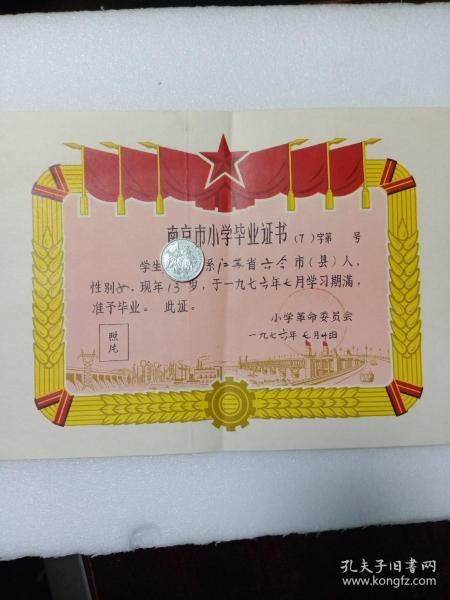 南京市小学毕业证书(7)字第 号
学生 系江苏省六合市(县)人,
性别女,现年13岁,于一九七六年七月学习期满,
准予毕业。此证。
小学革命委员会
一九七六年七月 日
照片
孔夫子旧书网
www.kongfz.com